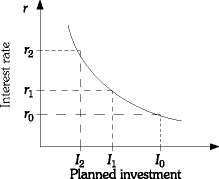 r
Interest rate
r2
r1
r0
I2 I1 I0
Planned investment